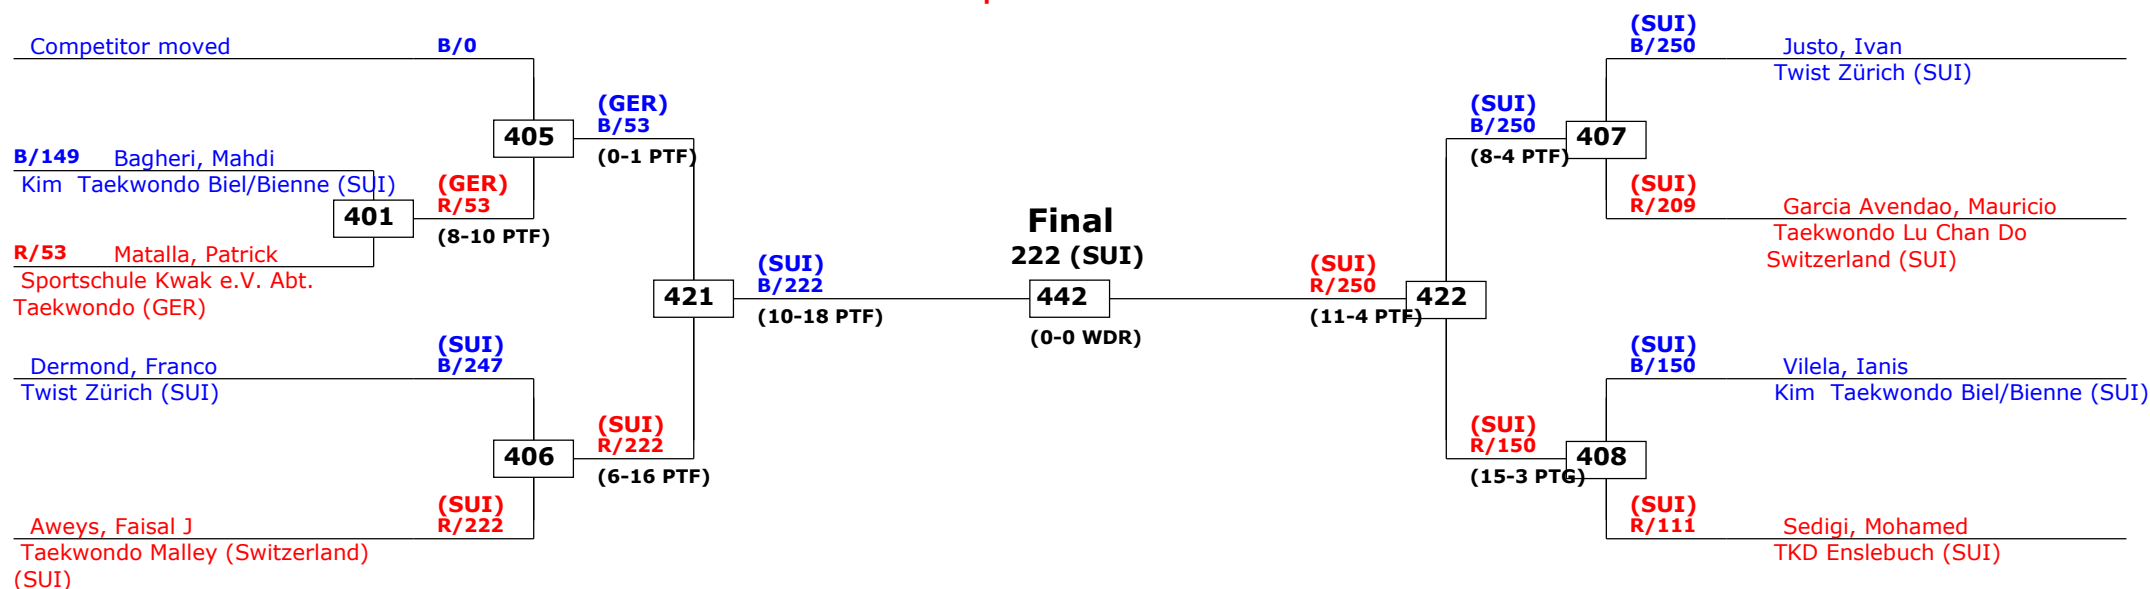 Competitor moved
B/0
B/149 Bagheri, Mahdi
Kim Taekwondo Biel/Bienne (SUI)
401
R/53 Matalla, Patrick
Sportschule Kwak e.V. Abt.
Taekwondo (GER)
(GER)
R/53
(8-10 PTF)
405
(GER)
B/53
(0-1 PTF)
Dermond, Franco
Twist Zürich (SUI)
(SUI)
B/247
406
Aweys, Faisal J
Taekwondo Malley (Switzerland)
(SUI)
(SUI)
R/222
(SUI)
R/222
(6-16 PTF)
421
(SUI)
B/222
(10-18 PTF)
Final
222 (SUI)
442
(0-0 WDR)
(SUI)
R/250
(11-4 PTF)
422
(SUI)
B/250
(8-4 PTF)
407
(SUI)
B/250
Justo, Ivan
Twist Zürich (SUI)
(SUI)
R/209
Garcia Avendao, Mauricio
Taekwondo Lu Chan Do
Switzerland (SUI)
(SUI)
R/150
(15-3 PTG)
408
(SUI)
B/150
Vilela, Ianis
Kim Taekwondo Biel/Bienne (SUI)
(SUI)
R/111
Sedigi, Mohamed
TKD Enslebuch (SUI)